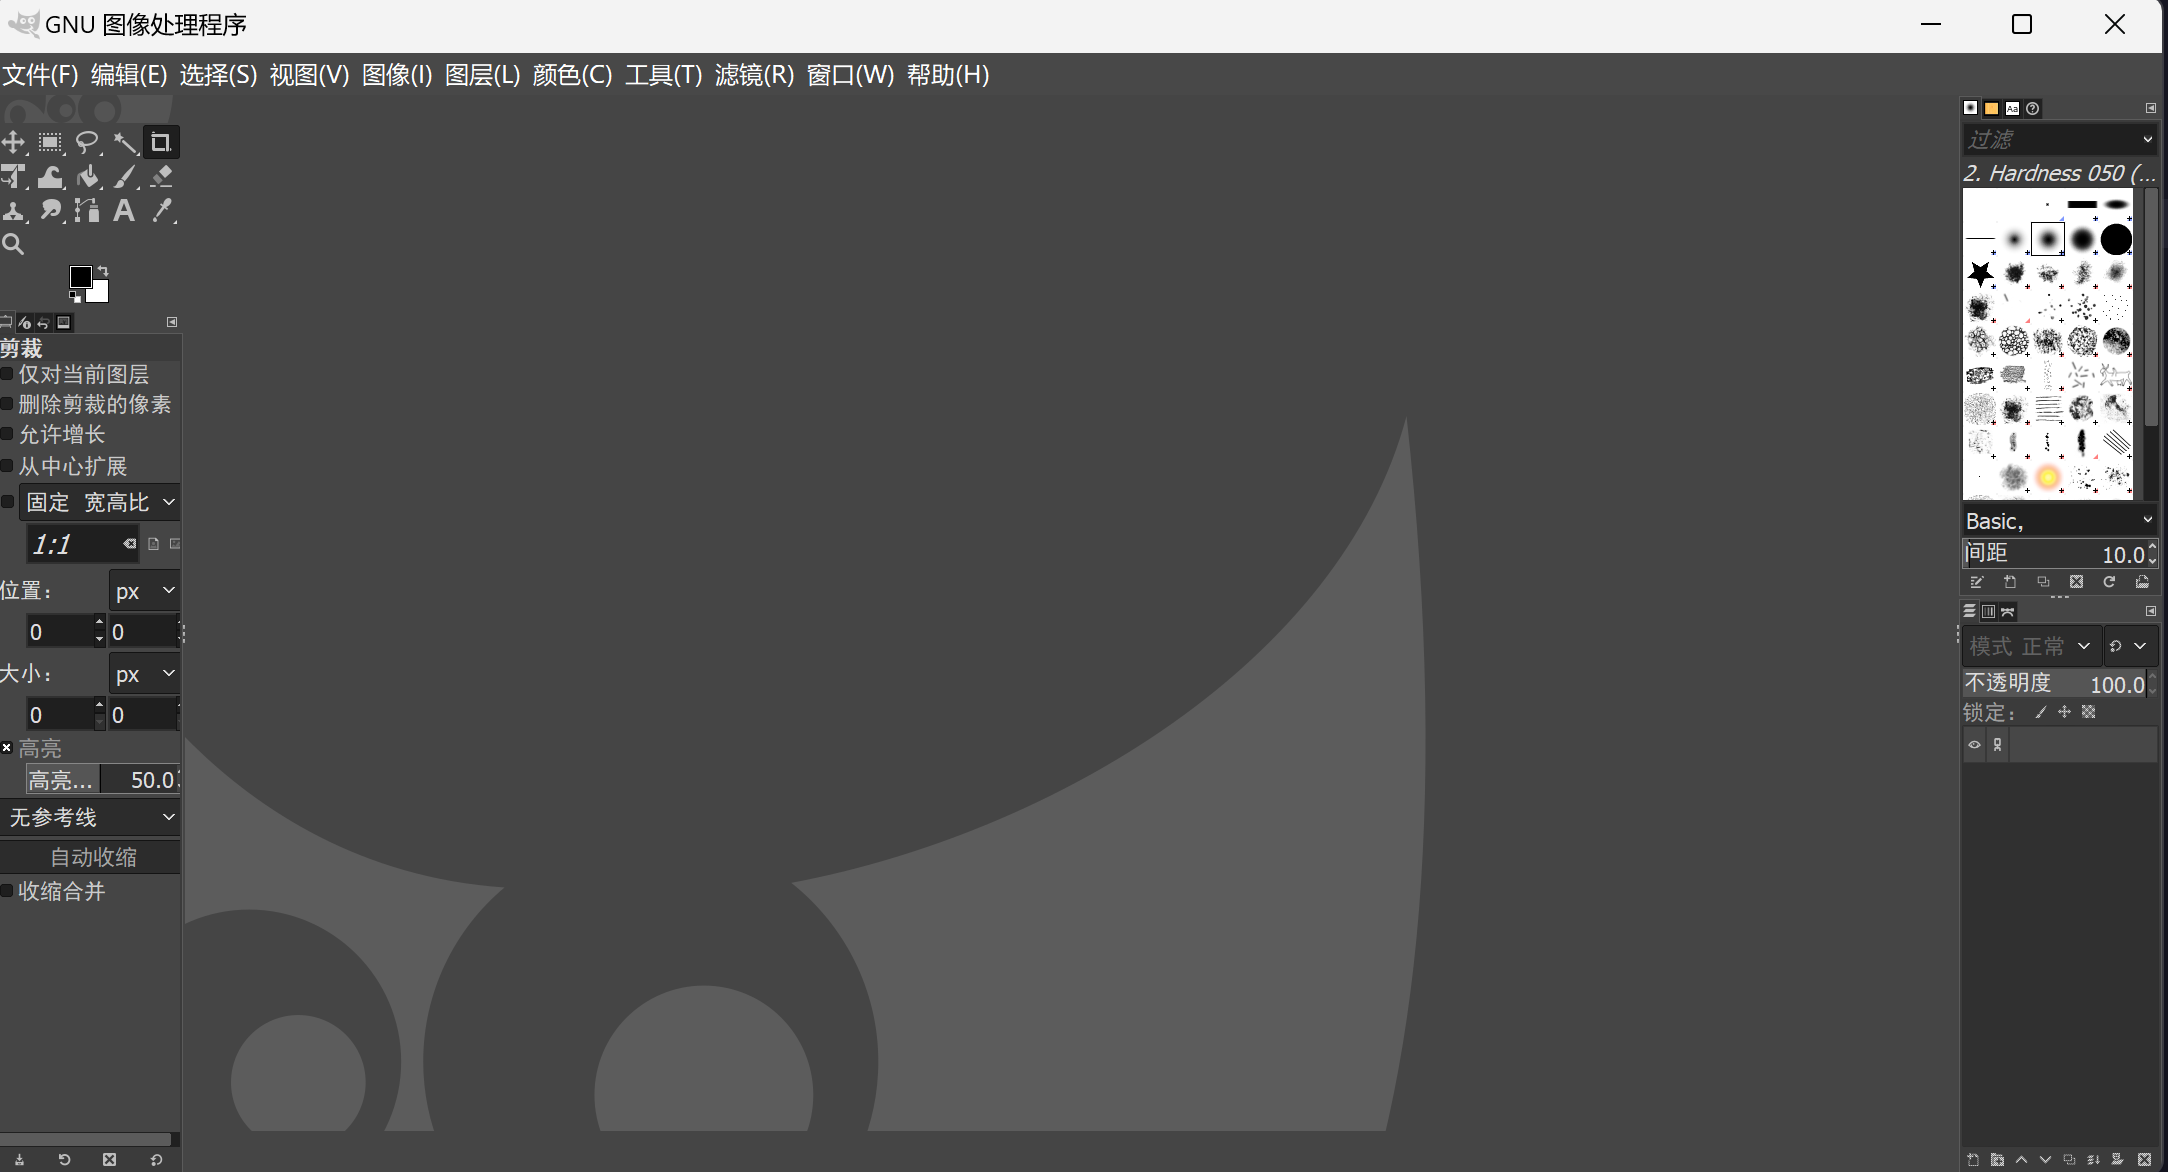 GNU 图像处理程序
文件(F) 编辑(E) 选择(S) 视图(V) 图像(I) 图层(L) 颜色(C) 工具(T) 滤镜(R) 窗口(W) 帮助(H)
剪裁
仅对当前图层
删除剪裁的像素
允许增长
从中心扩展
固定 宽高比
1:1
位置：
px
0
0
大小：
px
0
0
高亮
高亮... 50.0
无参考线
自动收缩
收缩合并
Aa
过滤
2. Hardness 050 (...
Basic,
间距 10.0
模式 正常
不透明度 100.0
锁定：